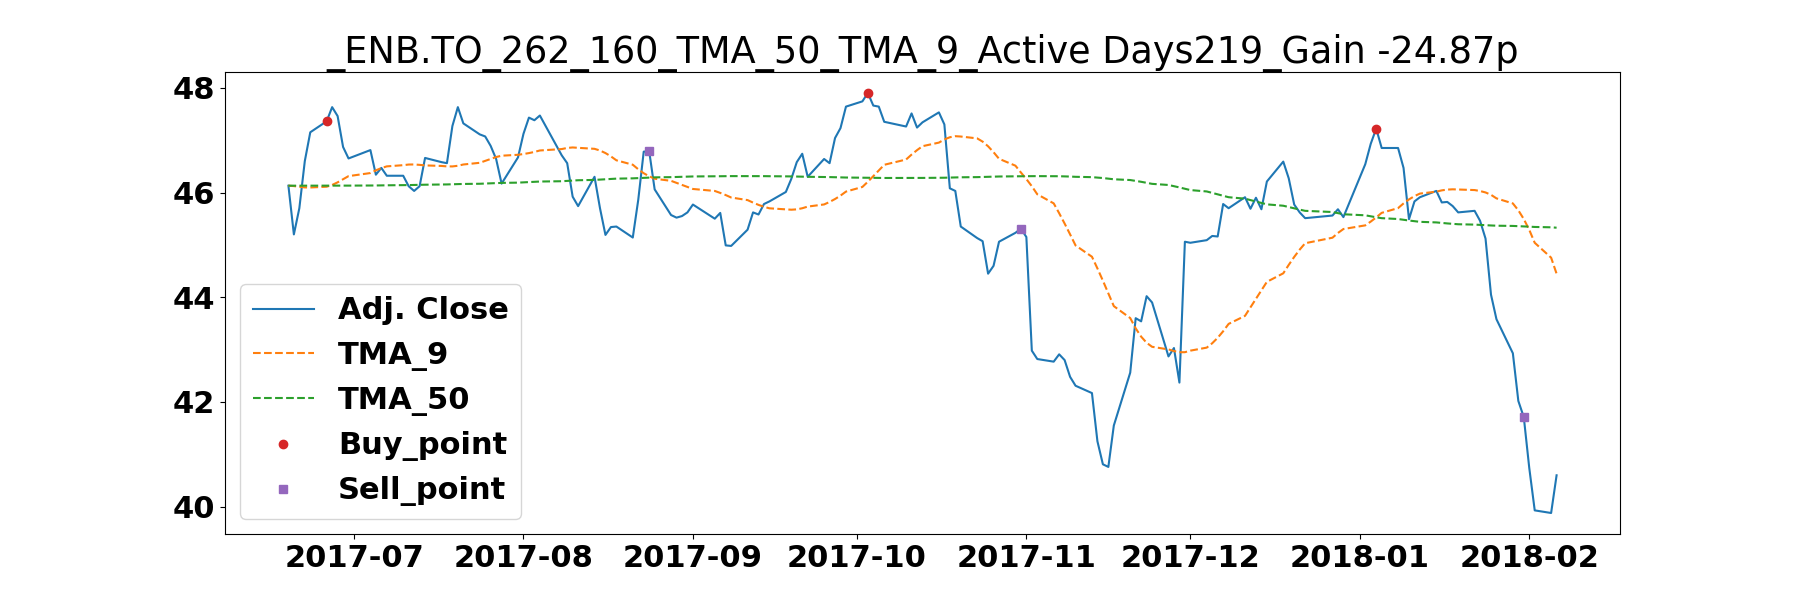 _ENB.TO_262_160_TMA_50_TMA_9_Active Days219_Gain -24.87p
48
46
44
42
40
Adj. Close
TMA_9
TMA_50
Buy_point
Sell_point
2017-07 2017-08 2017-09 2017-10 2017-11 2017-12 2018-01 2018-02